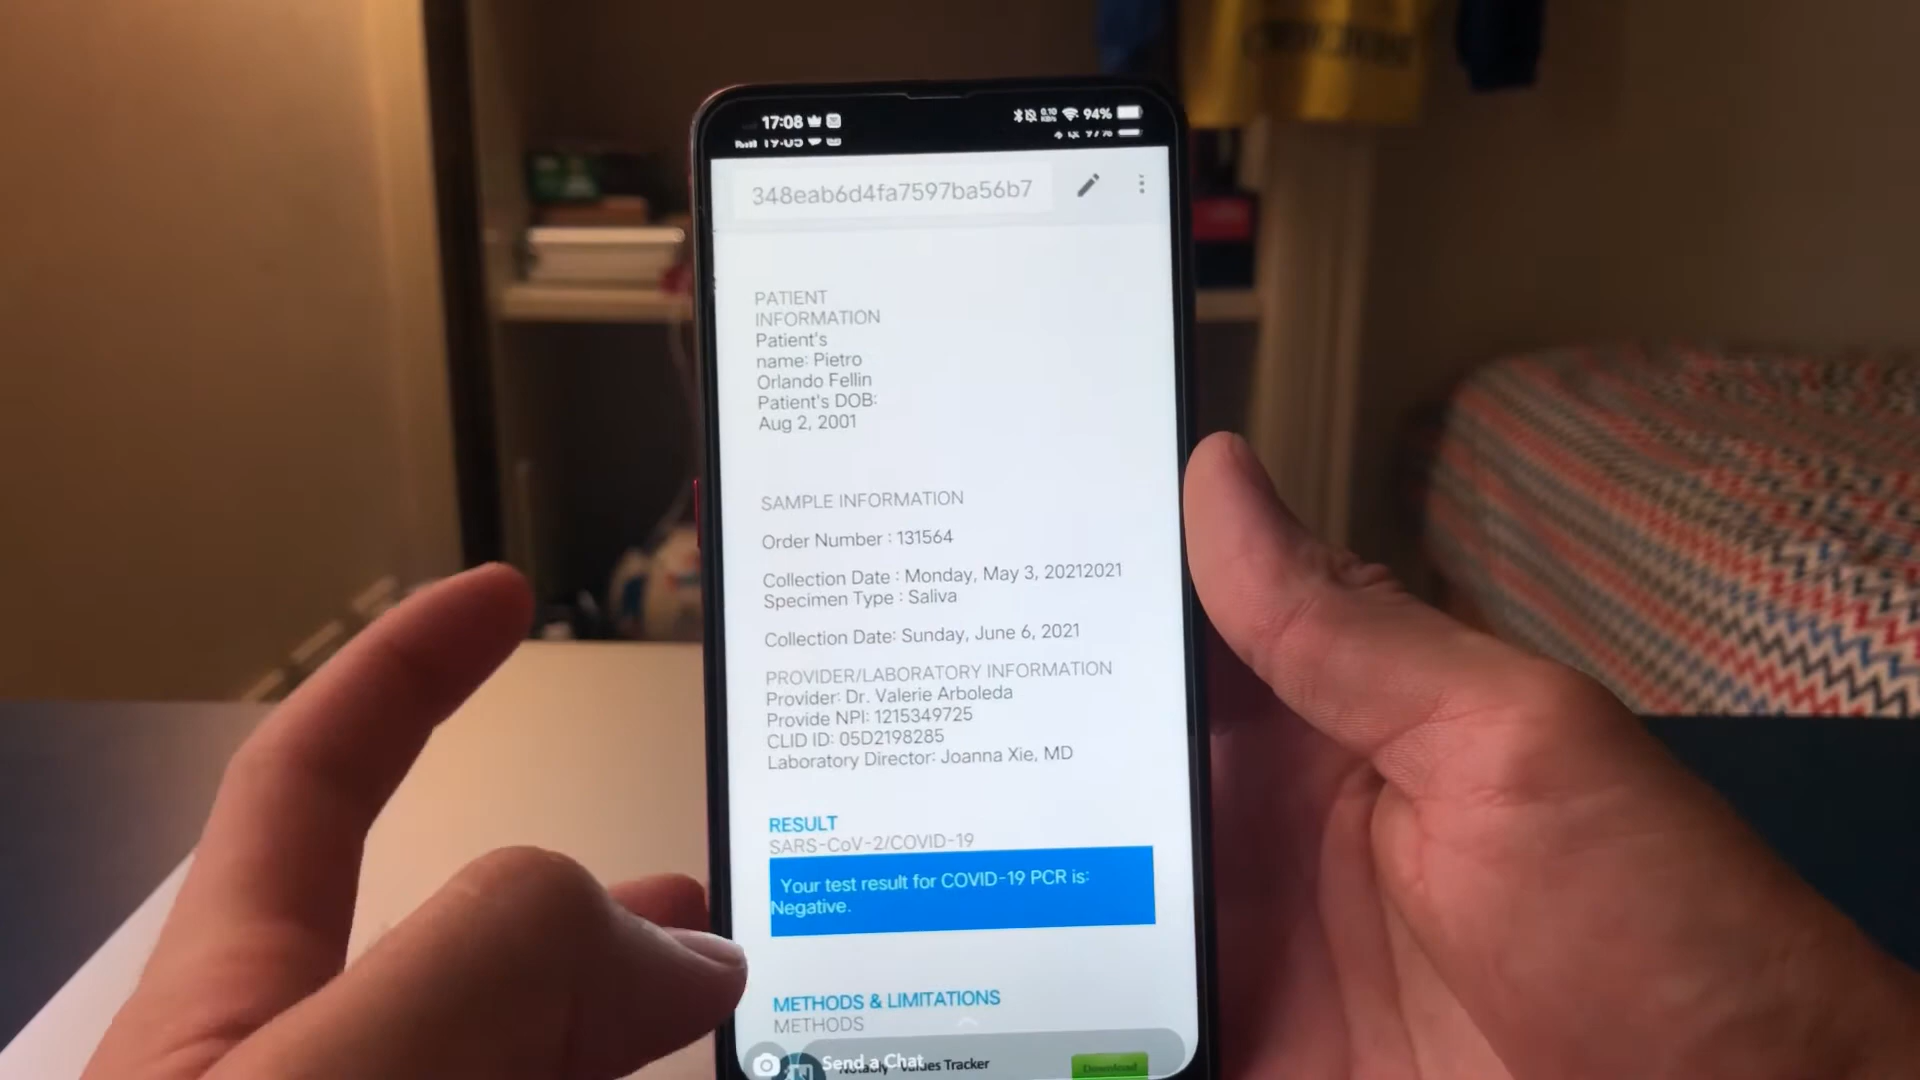 17:08
94%
348eab6d4fa7597ba56b7
PATIENT
INFORMATION
Patient's
name: Pietro
Orlando Fellin
Patient's DOB:
Aug 2, 2001
SAMPLE INFORMATION
Order Number : 131564
Collection Date : Monday, May 3, 20212021
Specimen Type : Saliva
Collection Date: Sunday, June 6, 2021
PROVIDER/LABORATORY INFORMATION
Provider: Dr. Valerie Arboleda
Provide NPI: 1215349725
CLID ID: 05D2198285
Laboratory Director: Joanna Xie, MD
RESULT
SARS-CoV-2/COVID-19
Your test result for COVID-19 PCR is:
Negative.
METHODS & LIMITATIONS
METHODS
Send a Chat
Values Tracker
Download